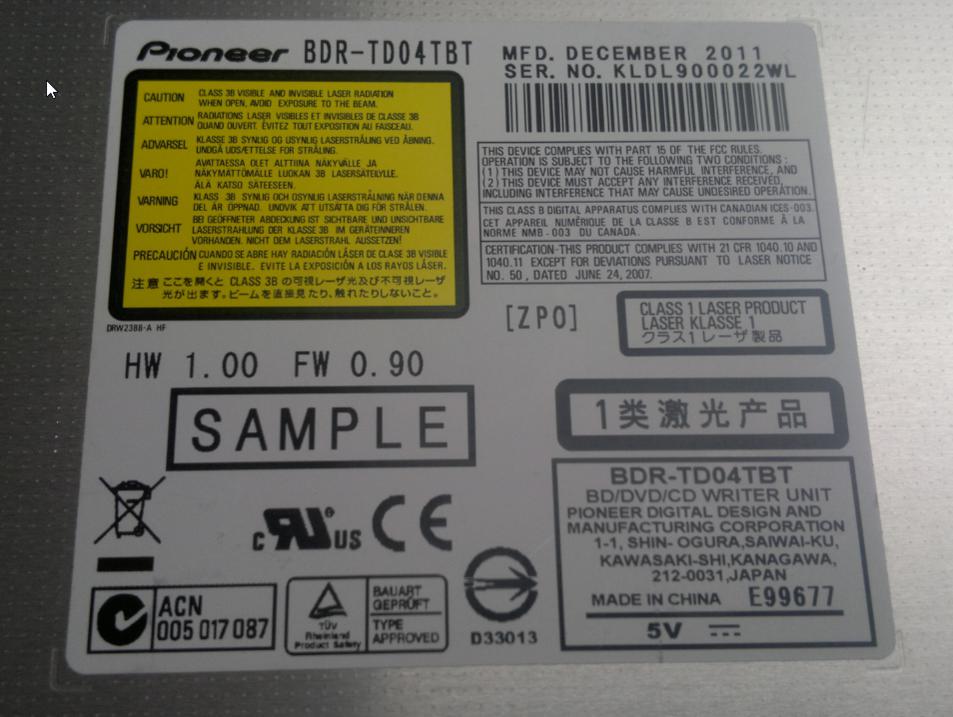 Pioneer BDR-TD04TBT
MFD. DECEMBER 2011
SER. NO. KLDL900022WL
CAUTION CLASS 3B VISIBLE AND INVISIBLE LASER RADIATION
WHEN OPEN, AVOID EXPOSURE TO THE BEAM.
ATTENTION RADIATIONS LASER VISIBLES ET INVISIBLES DE CLASSE 3B
QUAND OUVERT. ÉVITEZ TOUT EXPOSITION AU FAISCEAU.
ADVARSEL KLASSE 3B SYNLIG OG USYNLIG LASERSTRÅLING VED ÅBNING.
UNDGÅ UDSÆTTELSE FOR STRÅLING.
VARO! AVATTAESSA OLET ALTTIINA NÄKYVÄLLE JA
NÄKYMÄTTÖMÄLLE LUOKAN 3B LASERSÄTEILYLLE.
ÄLÄ KATSO SÄTEESEEN.
VARNING KLASS 3B SYNLIG OCH OSYNLIG LASERSTRÅLNING NÄR DENNA
DEL ÄR ÖPPNAD. UNDVIK ATT UTSÄTTA DIG FÖR STRÅLEN.
VORSICHT BEI GEÖFFNETER ABDECKUNG IST SICHTBARE UND UNSICHTBARE
LASERSTRAHLUNG DER KLASSE 3B IM GERÄTEINNEREN
VORHANDEN. NICHT DEM LASERSTRAHL AUSSETZEN!
PRECAUCIÓN CUANDO SE ABRE HAY RADIACIÓN LÁSER DE CLASE 3B VISIBLE
E INVISIBLE. EVITE LA EXPOSICIÓN A LOS RAYOS LÁSER.
注意 ここを開くと CLASS 3B の可視レーザ光及び不可視レーザ
光が出ます。ビームを直接見たり、触れたりしないこと。
DRW2388-A HF
THIS DEVICE COMPLIES WITH PART 15 OF THE FCC RULES.
OPERATION IS SUBJECT TO THE FOLLOWING TWO CONDITIONS :
(1) THIS DEVICE MAY NOT CAUSE HARMFUL INTERFERENCE, AND
(2) THIS DEVICE MUST ACCEPT ANY INTERFERENCE RECEIVED,
INCLUDING INTERFERENCE THAT MAY CAUSE UNDESIRED OPERATION.
THIS CLASS B DIGITAL APPARATUS COMPLIES WITH CANADIAN ICES-003.
CET APPAREIL NUMÉRIQUE DE LA CLASSE B EST CONFORME À LA
NORME NMB-003 DU CANADA.
CERTIFICATION-THIS PRODUCT COMPLIES WITH 21 CFR 1040.10 AND
1040.11 EXCEPT FOR DEVIATIONS PURSUANT TO LASER NOTICE
NO. 50, DATED JUNE 24, 2007.
[ZP0]
CLASS 1 LASER PRODUCT
LASER KLASSE 1
クラス1 レーザ製品
HW 1.00 FW 0.90
SAMPLE
1类激光产品
c RU ® US CE
ACN
005 017 087
TÜV
Rheinland
Product Safety
BAUART
GEPRÜFT
TYPE
APPROVED
D33013
BDR-TD04TBT
BD/DVD/CD WRITER UNIT
PIONEER DIGITAL DESIGN AND
MANUFACTURING CORPORATION
1-1, SHIN- OGURA,SAIWAI-KU,
KAWASAKI-SHI,KANAGAWA,
212-0031,JAPAN
MADE IN CHINA E99677
5V